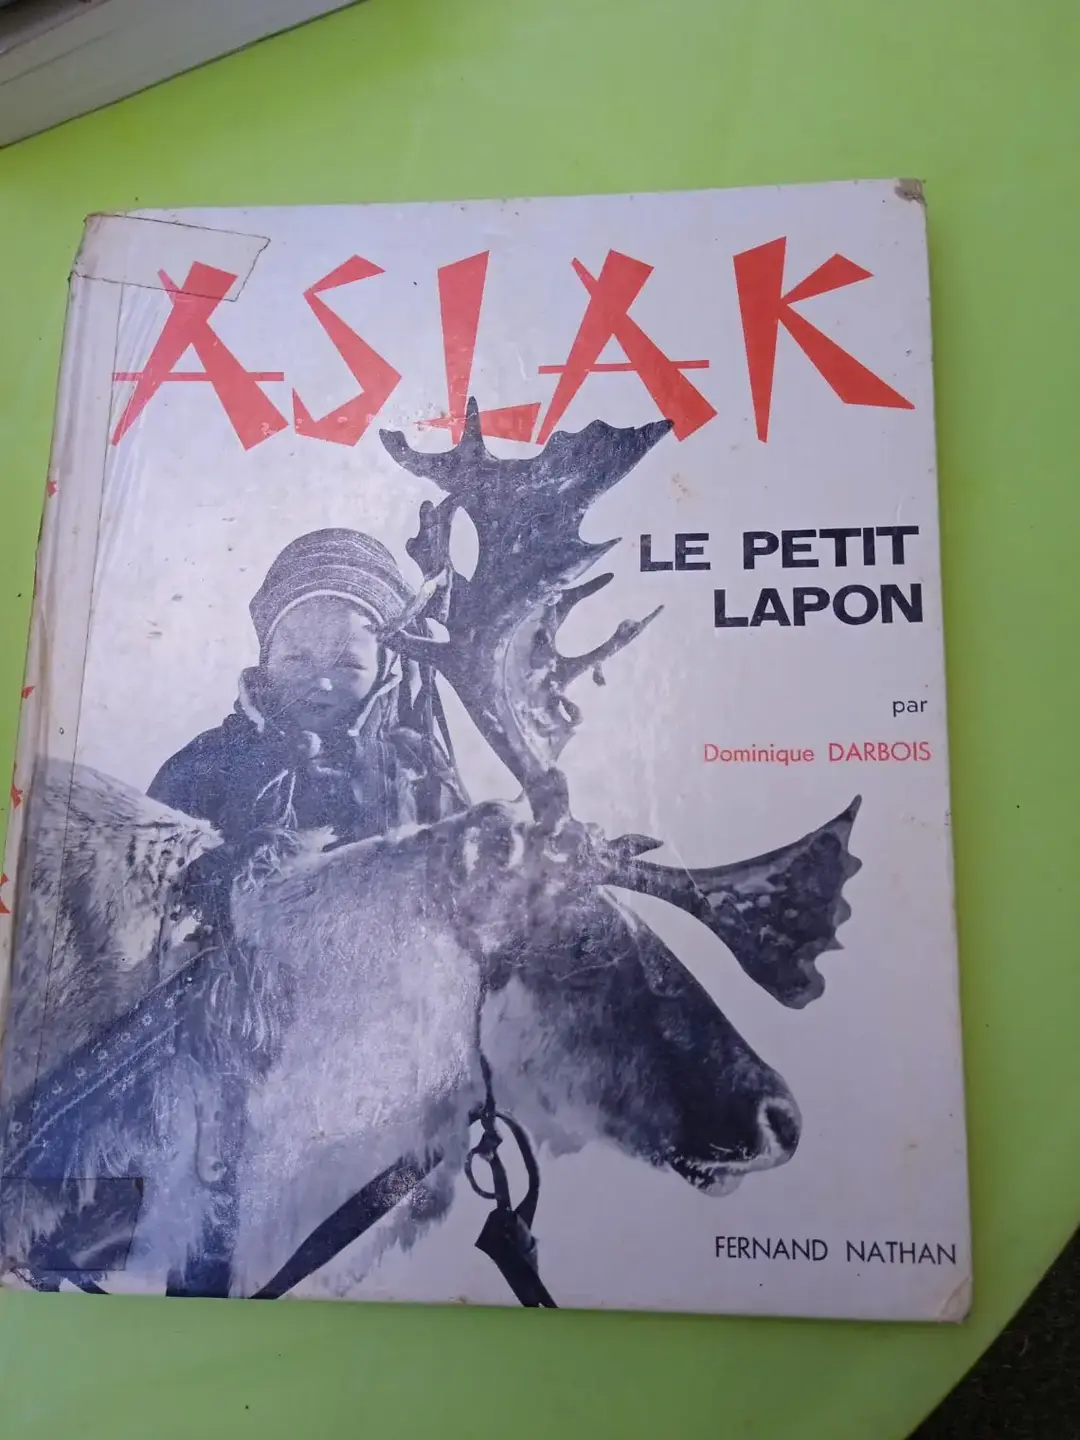 ASLAK
LE PETIT
LAPON
par
Dominique DARBOIS
FERNAND NATHAN